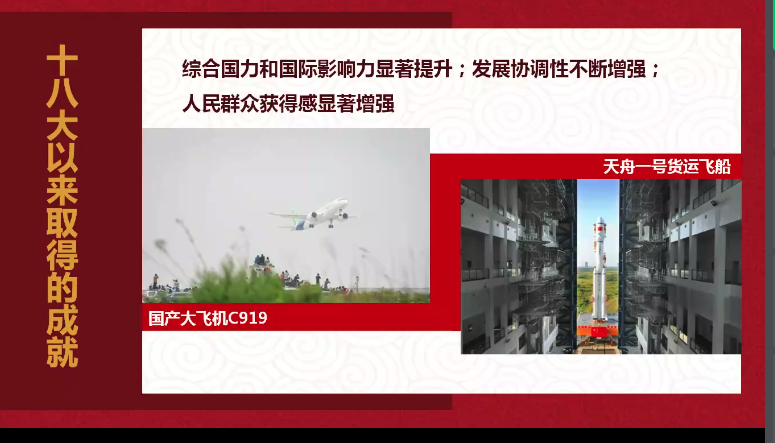 十八大以来取得的成就
综合国力和国际影响力显著提升；发展协调性不断增强；
人民群众获得感显著增强
天舟一号货运飞船
国产大飞机C919